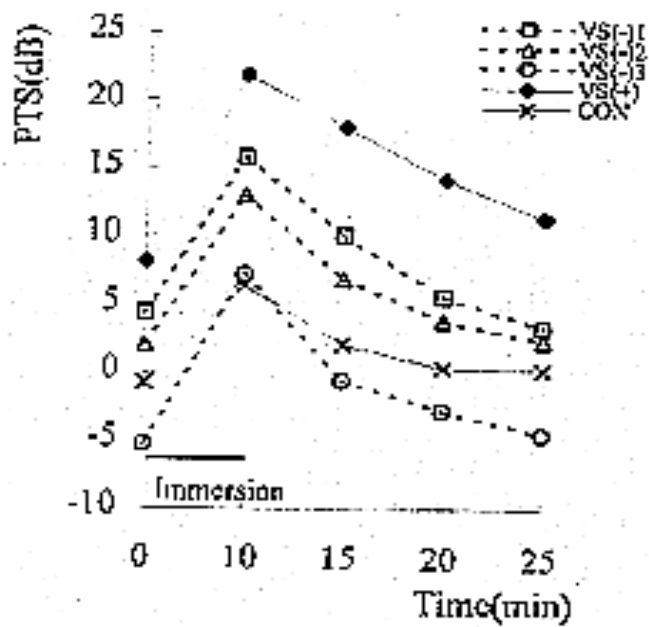 25
20
15
10
5
0
-5
-10
PTS(dB)
VS(-)1
VS(-)2
VS(-)3
VS(+)
CON
Immersion
0 10 15 20 25
Time(min)